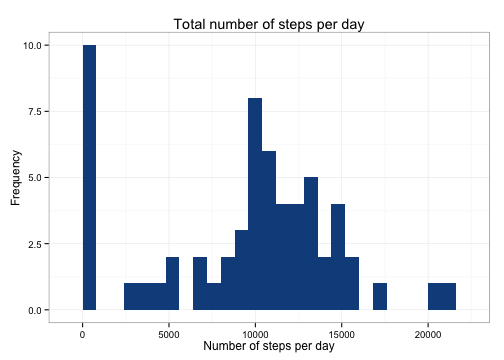 Total number of steps per day
10.0
7.5
5.0
2.5
0.0
Frequency
0 5000 10000 15000 20000
Number of steps per day